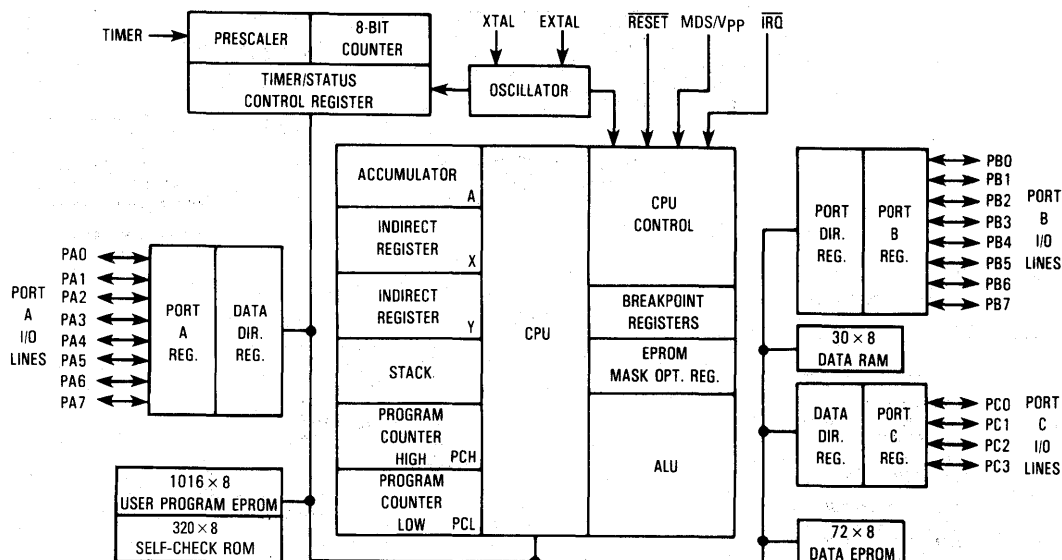 TIMER
PRESCALER
8-BIT
COUNTER
TIMER/STATUS
CONTROL REGISTER
XTAL
EXTAL
OSCILLATOR
RESET
MDS/VPP
IRQ
ACCUMULATOR
A
INDIRECT
REGISTER
X
INDIRECT
REGISTER
Y
STACK
PROGRAM
COUNTER
HIGH PCH
PROGRAM
COUNTER
LOW PCL
CPU
CPU
CONTROL
BREAKPOINT
REGISTERS
EPROM
MASK OPT. REG.
ALU
PORT
A
I/O
LINES
PA0
PA1
PA2
PA3
PA4
PA5
PA6
PA7
PORT
A
REG.
DATA
DIR.
REG.
1016 × 8
USER PROGRAM EPROM
320 × 8
SELF-CHECK ROM
PORT
DIR.
REG.
PORT
B
REG.
PB0
PB1
PB2
PB3
PB4
PB5
PB6
PB7
PORT
B
I/O
LINES
30 × 8
DATA RAM
DATA
DIR.
REG.
PORT
C
REG.
PC0
PC1
PC2
PC3
PORT
C
I/O
LINES
72 × 8
DATA EPROM